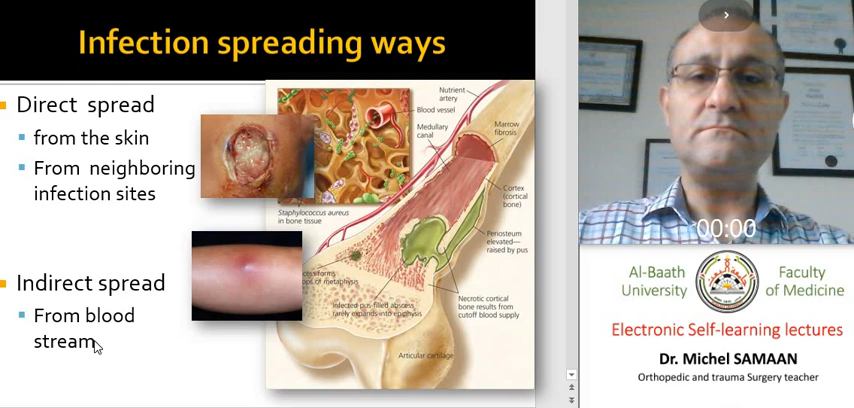 Infection spreading ways
Direct spread
from the skin
From neighboring
infection sites
Indirect spread
From blood
stream
Nutrient
artery
Blood vessel
Medullary
canal
Marrow
fibrosis
Cortex
(cortical
bone)
Staphylococcus aureus
in bone tissue
Periosteum
elevated—
raised by pus
of metaphysis
Infected pus-filled abscess
rarely expands into epiphysis
Necrotic cortical
bone results from
cutoff blood supply
Articular cartilage
00:00
Al-Baath
University
Faculty
of Medicine
Electronic Self-learning lectures
Dr. Michel SAMAAN
Orthopedic and trauma Surgery teacher